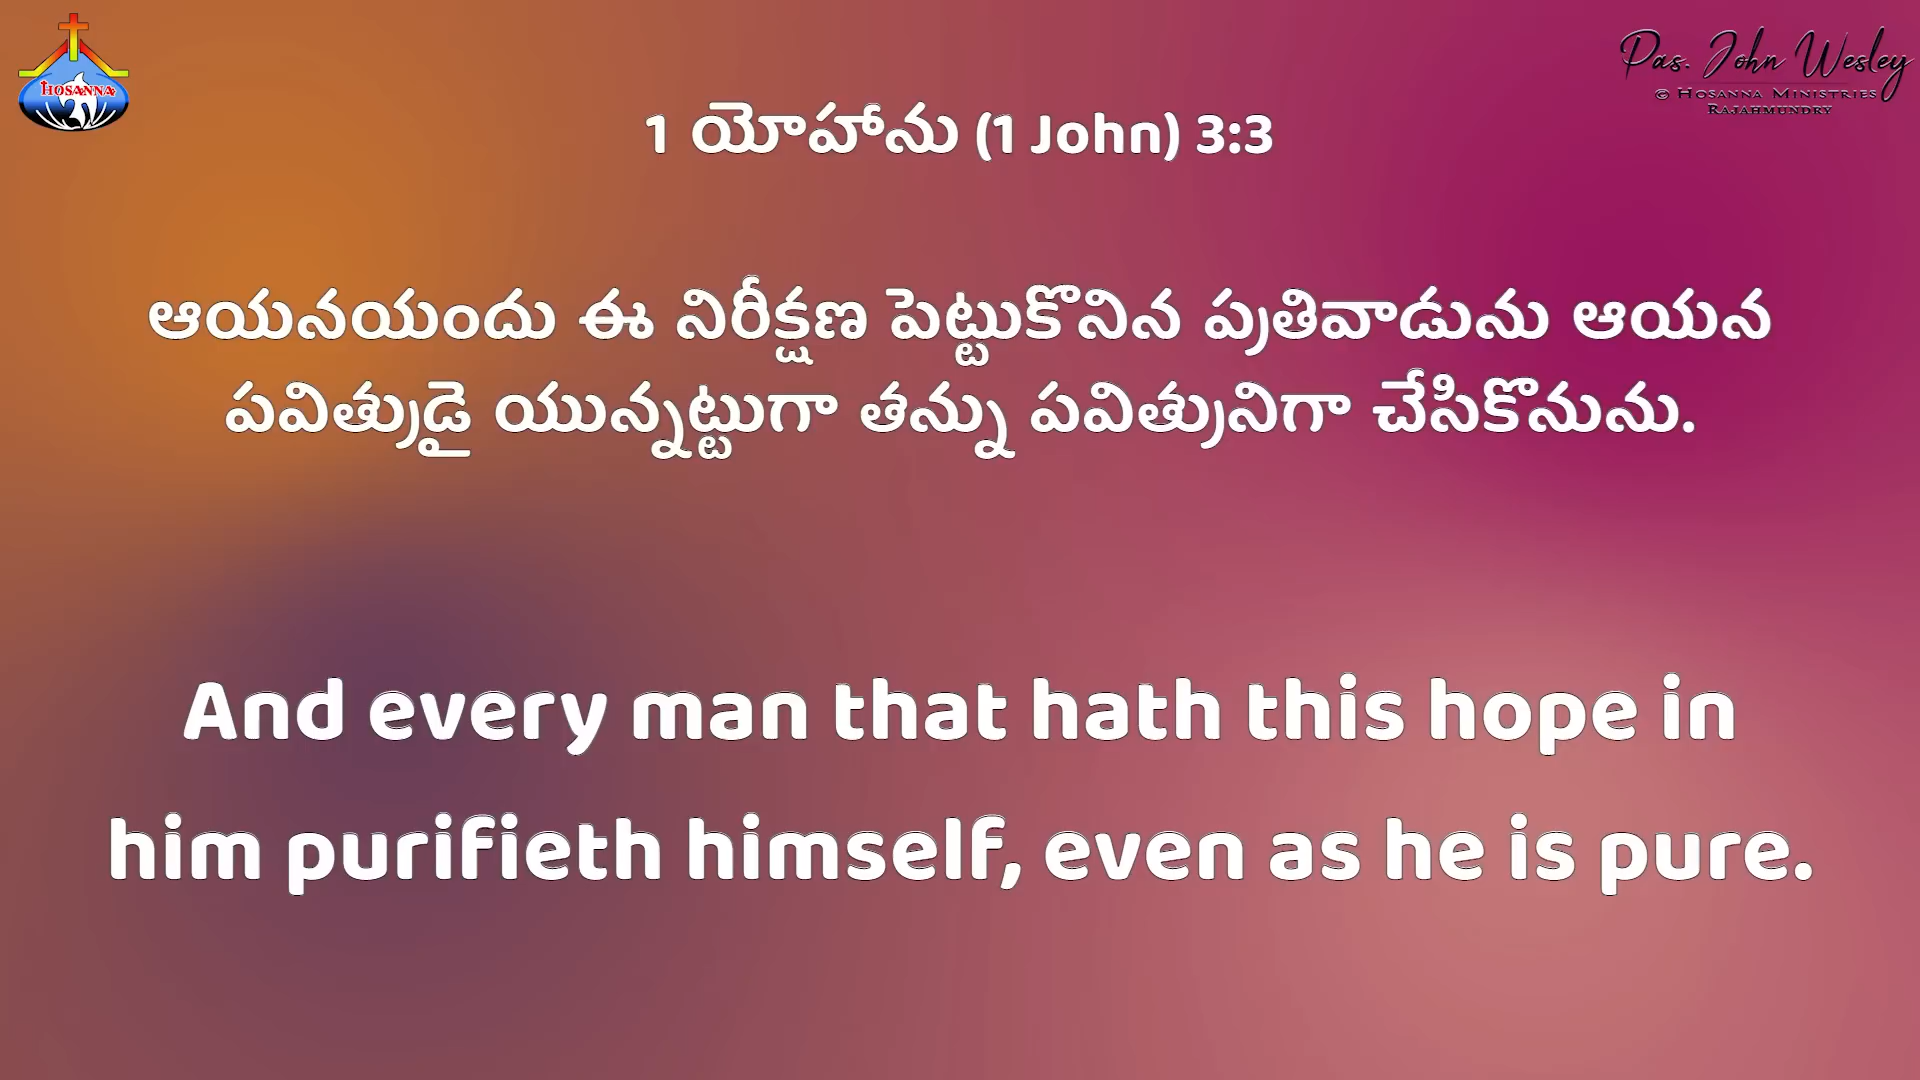 HOSANNA
Pas. John Wesley
© Hosanna Ministries
Rajahmundry
1 యోహాను (1 John) 3:3
ఆయనయందు ఈ నిరీక్షణ పెట్టుకొనిన ప్రతివాడును ఆయన
పవిత్రుడై యున్నట్టుగా తన్ను పవిత్రునిగా చేసికొనును.
And every man that hath this hope in
him purifieth himself, even as he is pure.